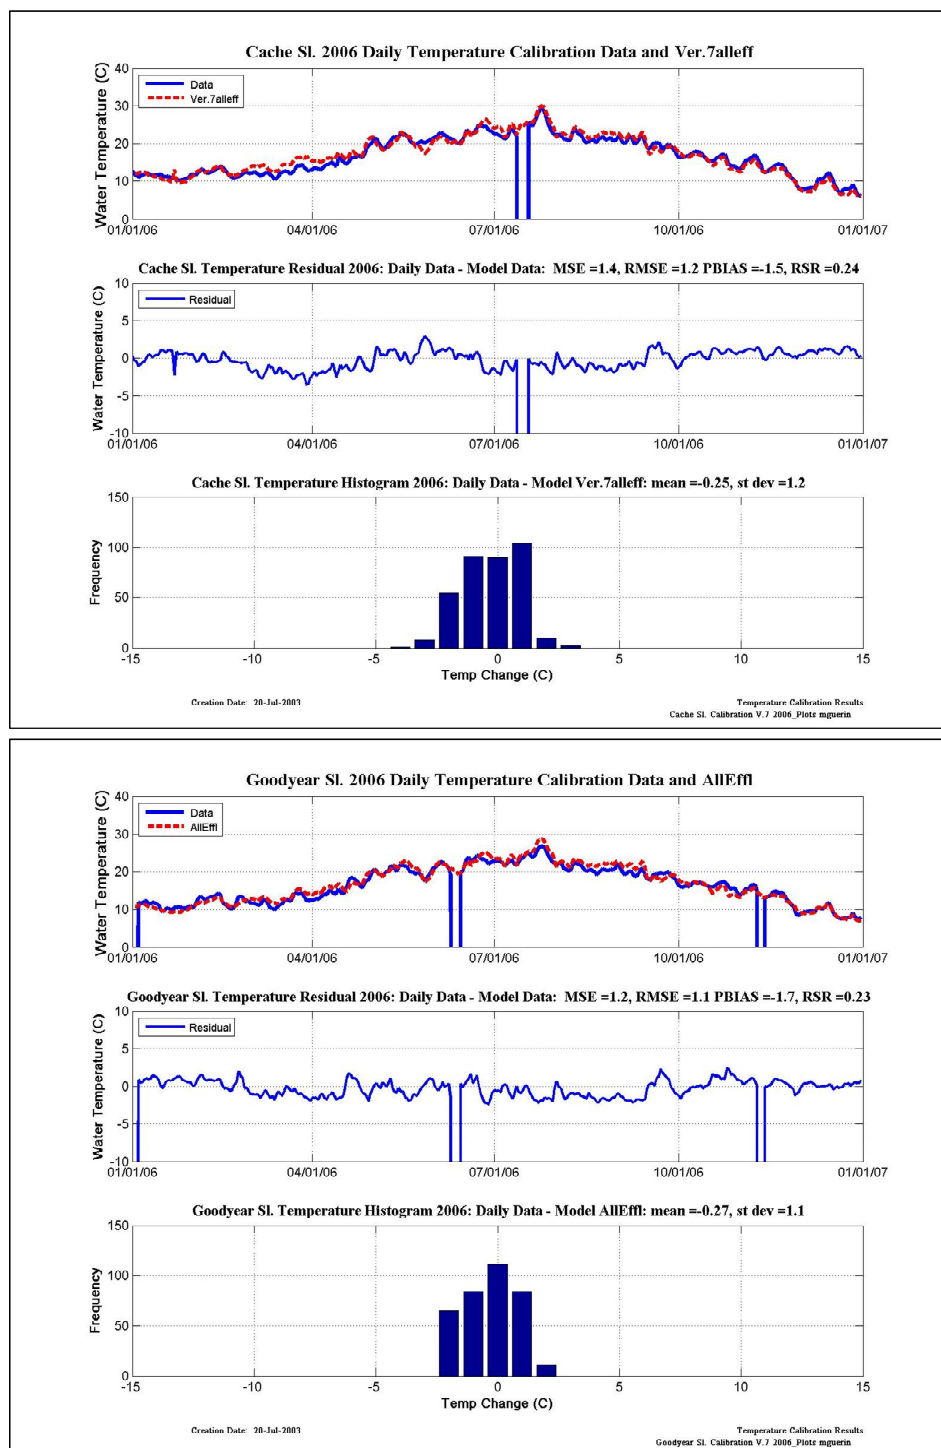 Cache Sl. 2006 Daily Temperature Calibration Data and Ver.7alleff
Water Temperature (C)
40
30
20
10
0
Data
Ver.7alleff
01/01/06 04/01/06 07/01/06 10/01/06 01/01/07
Cache Sl. Temperature Residual 2006: Daily Data - Model Data: MSE =1.4, RMSE =1.2 PBIAS =-1.5, RSR =0.24
Water Temperature (C)
10
5
0
-5
-10
Residual
01/01/06 04/01/06 07/01/06 10/01/06 01/01/07
Cache Sl. Temperature Histogram 2006: Daily Data - Model Ver.7alleff: mean =-0.25, st dev =1.2
Frequency
150
100
50
0
-15 -10 -5 0 5 10 15
Temp Change (C)
Creation Date: 20-Jul-2003
Temperature Calibration Results
Cache Sl. Calibration V.7 2006_Plots mguerin
Goodyear Sl. 2006 Daily Temperature Calibration Data and AllEffl
Water Temperature (C)
40
30
20
10
0
Data
AllEffl
01/01/06 04/01/06 07/01/06 10/01/06 01/01/07
Goodyear Sl. Temperature Residual 2006: Daily Data - Model Data: MSE =1.2, RMSE =1.1 PBIAS =-1.7, RSR =0.23
Water Temperature (C)
10
5
0
-5
-10
Residual
01/01/06 04/01/06 07/01/06 10/01/06 01/01/07
Goodyear Sl. Temperature Histogram 2006: Daily Data - Model AllEffl: mean =-0.27, st dev =1.1
Frequency
150
100
50
0
-15 -10 -5 0 5 10 15
Temp Change (C)
Creation Date: 20-Jul-2003
Temperature Calibration Results
Goodyear Sl. Calibration V.7 2006_Plots mguerin